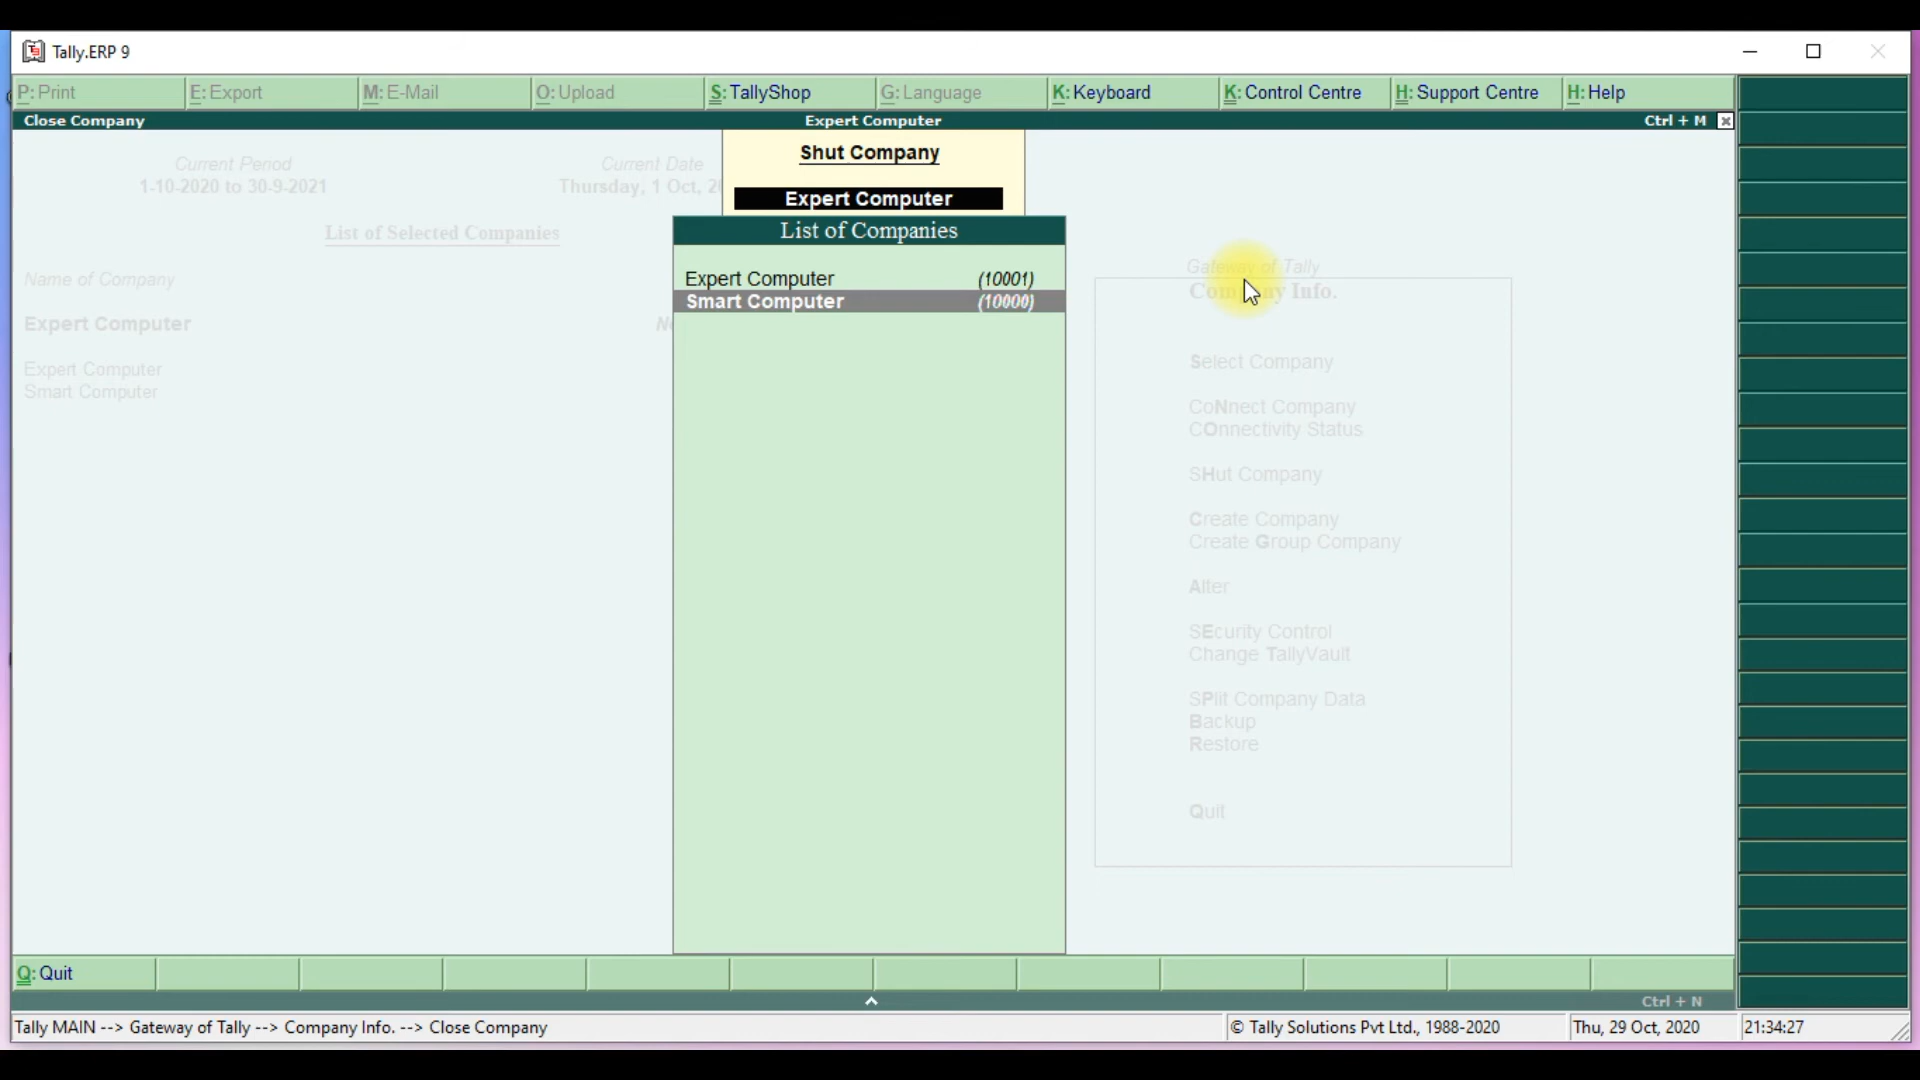 Tally.ERP 9
P: Print E: Export M: E-Mail O: Upload S: TallyShop G: Language K: Keyboard K: Control Centre H: Support Centre H: Help
Close Company Expert Computer Ctrl + M
Current Period Current Date
1-10-2020 to 30-9-2021 Thursday, 1 Oct,
Shut Company
Expert Computer
List of Selected Companies
Name of Company
Expert Computer
Expert Computer
Smart Computer
List of Companies
Expert Computer (10001)
Smart Computer (10000)
Gateway of Tally
Company Info.
Select Company
CoNnect Company
COnnectivity Status
SHut Company
Create Company
Create Group Company
Alter
SEcurity Control
Change TallyVault
SPlit Company Data
Backup
Restore
Quit
Q: Quit
Ctrl + N
Tally MAIN --> Gateway of Tally --> Company Info. --> Close Company © Tally Solutions Pvt Ltd., 1988-2020 Thu, 29 Oct, 2020 21:34:27